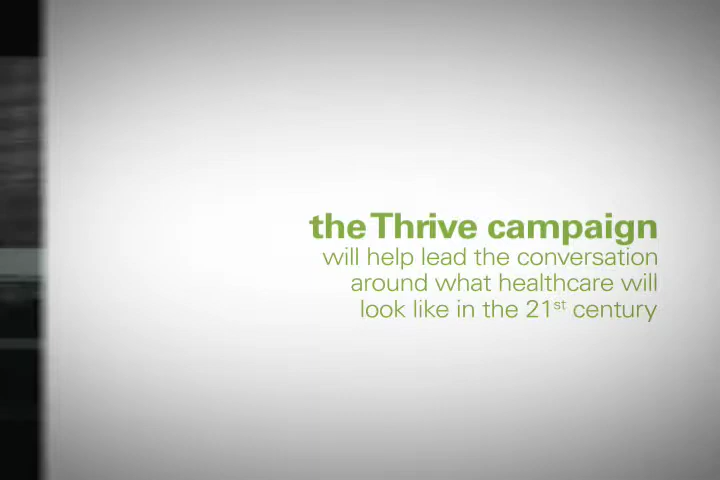 the Thrive campaign
will help lead the conversation
around what healthcare will
look like in the 21st century